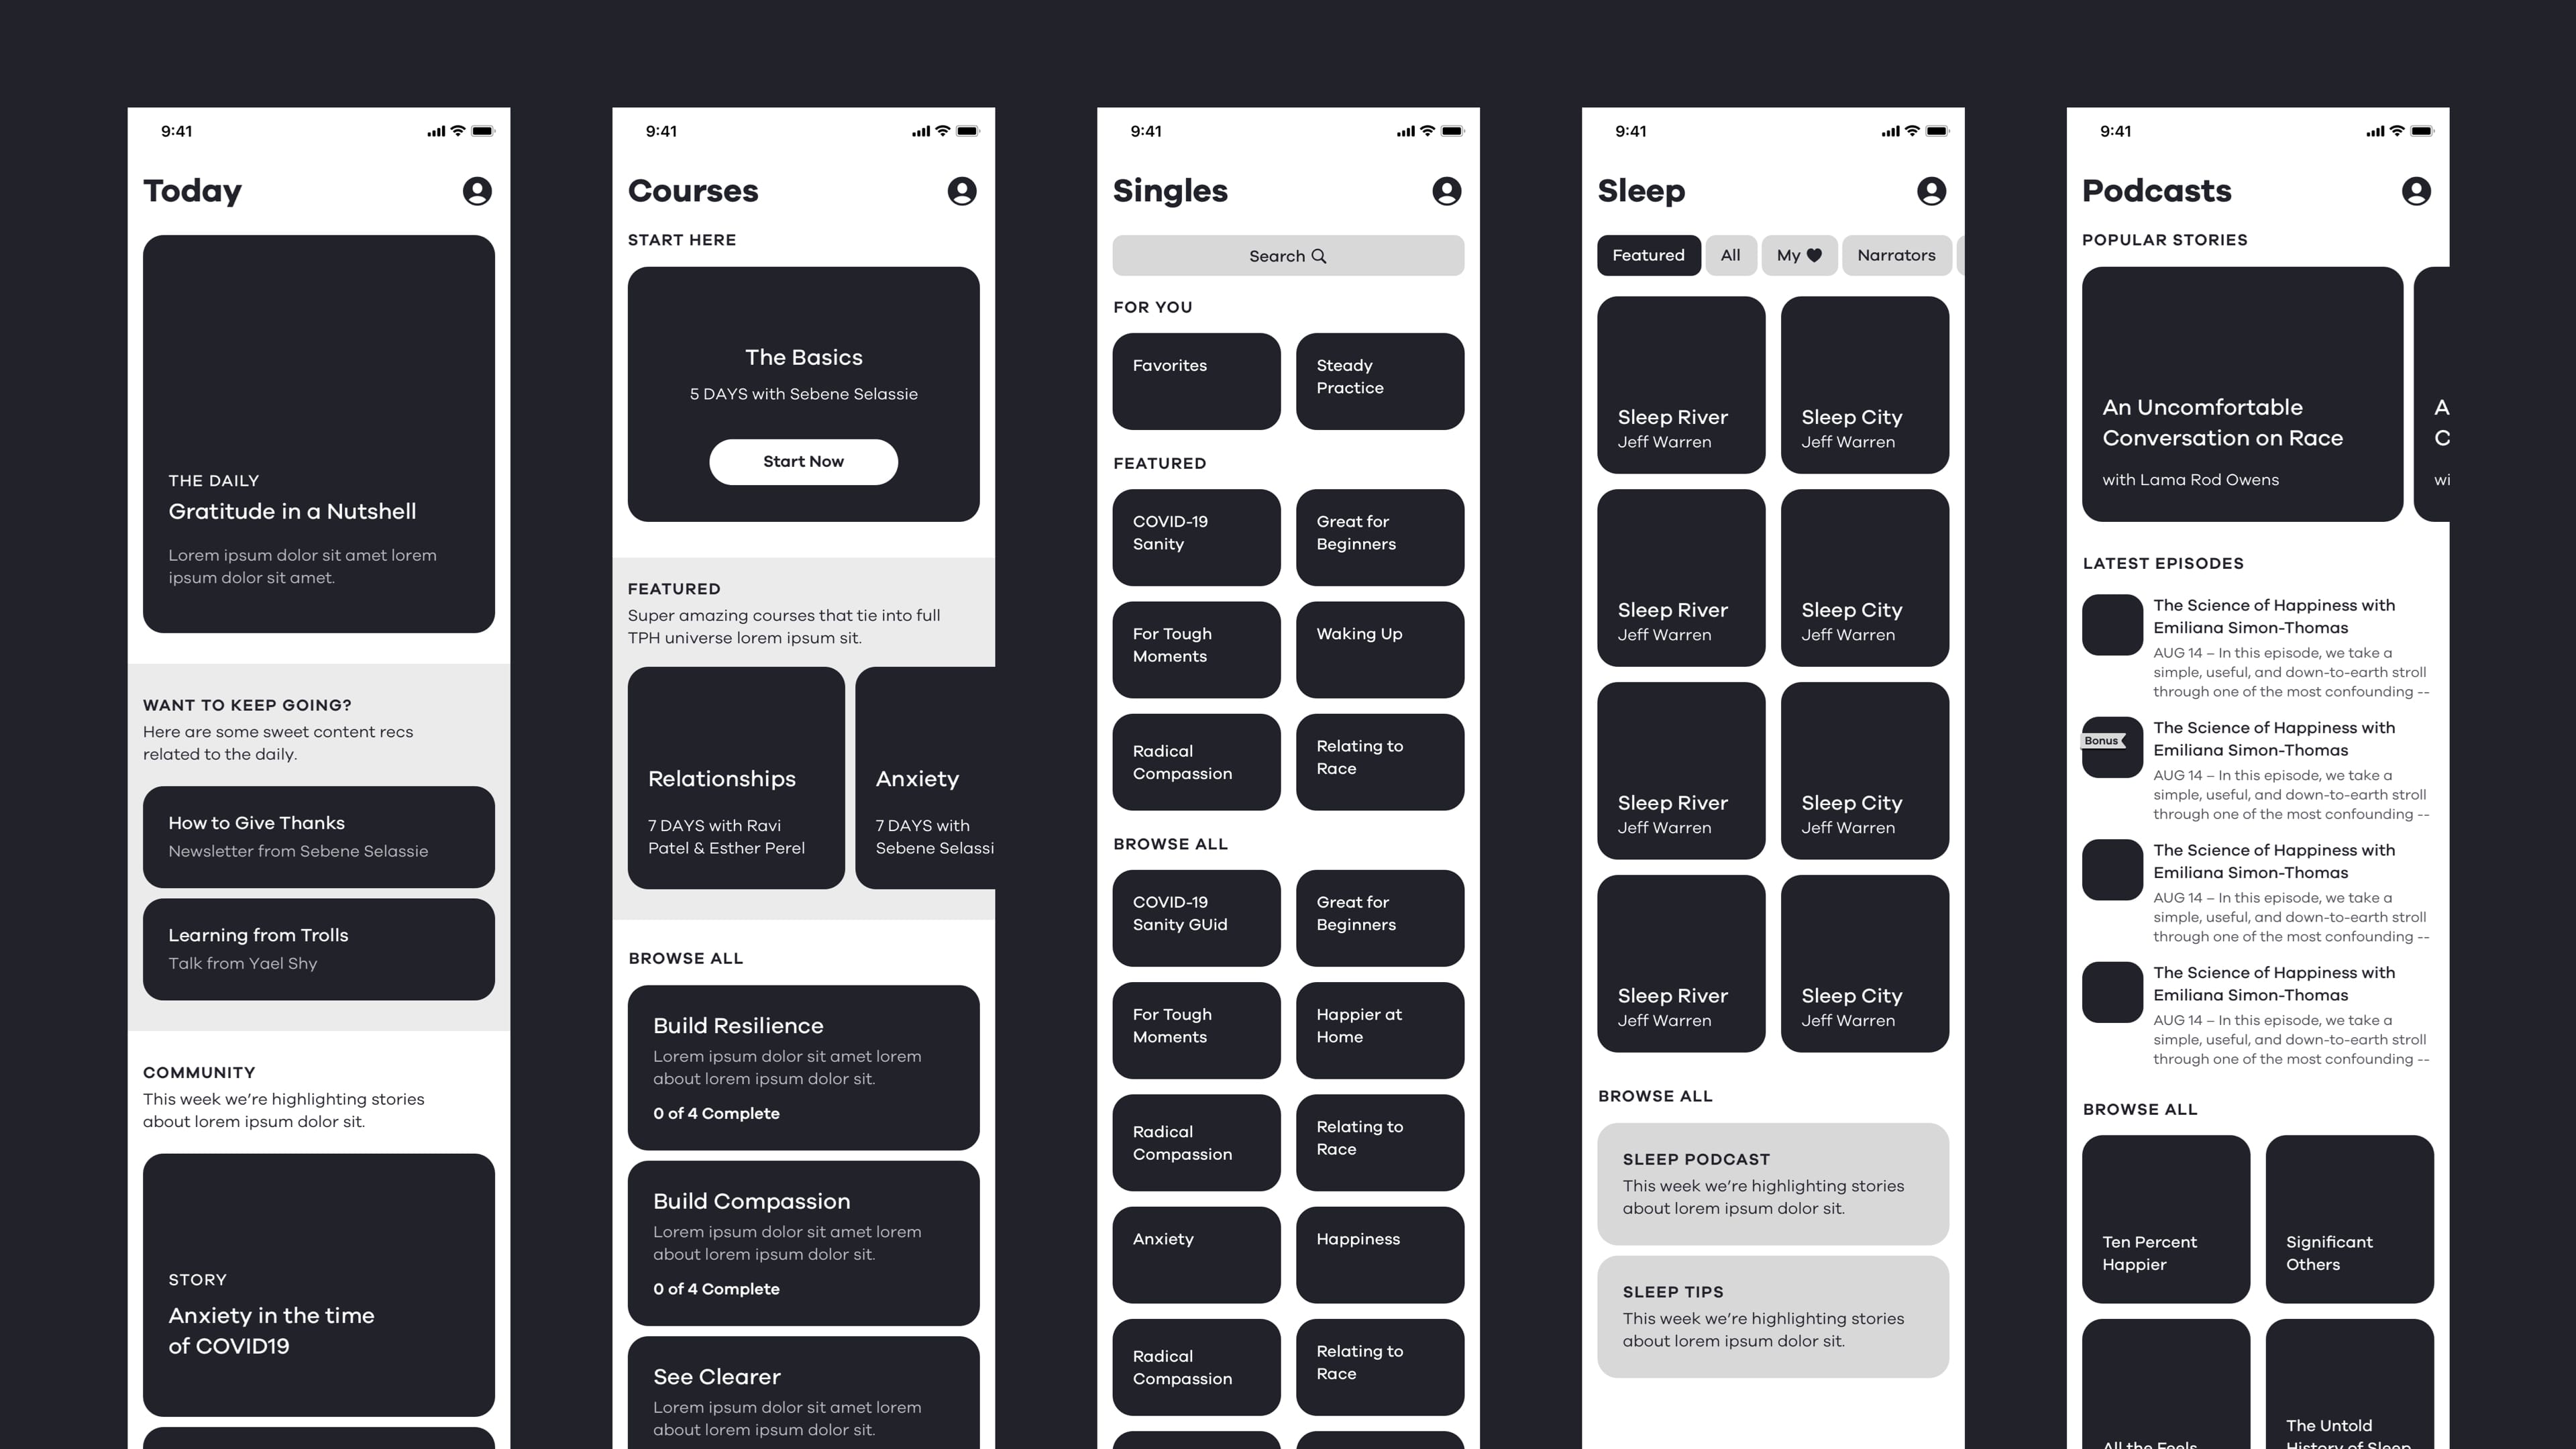 9:41
Today
THE DAILY
Gratitude in a Nutshell
Lorem ipsum dolor sit amet lorem
ipsum dolor sit amet.
WANT TO KEEP GOING?
Here are some sweet content recs
related to the daily.
How to Give Thanks
Newsletter from Sebene Selassie
Learning from Trolls
Talk from Yael Shy
COMMUNITY
This week we’re highlighting stories
about lorem ipsum dolor sit.
STORY
Anxiety in the time
of COVID19
9:41
Courses
START HERE
The Basics
5 DAYS with Sebene Selassie
Start Now
FEATURED
Super amazing courses that tie into full
TPH universe lorem ipsum sit.
Relationships
7 DAYS with Ravi
Patel & Esther Perel
Anxiety
7 DAYS with
Sebene Selassi
BROWSE ALL
Build Resilience
Lorem ipsum dolor sit amet lorem
about lorem ipsum dolor sit.
0 of 4 Complete
Build Compassion
Lorem ipsum dolor sit amet lorem
about lorem ipsum dolor sit.
0 of 4 Complete
See Clearer
Lorem ipsum dolor sit amet lorem
about lorem ipsum dolor sit.
9:41
Singles
Search
FOR YOU
Favorites
Steady
Practice
FEATURED
COVID-19
Sanity
Great for
Beginners
For Tough
Moments
Waking Up
Radical
Compassion
Relating to
Race
BROWSE ALL
COVID-19
Sanity GUid
Great for
Beginners
For Tough
Moments
Happier at
Home
Radical
Compassion
Relating to
Race
Anxiety
Happiness
Radical
Compassion
Relating to
Race
9:41
Sleep
Featured
All
My
Narrators
Sleep River
Jeff Warren
Sleep City
Jeff Warren
Sleep River
Jeff Warren
Sleep City
Jeff Warren
Sleep River
Jeff Warren
Sleep City
Jeff Warren
Sleep River
Jeff Warren
Sleep City
Jeff Warren
BROWSE ALL
SLEEP PODCAST
This week we’re highlighting stories
about lorem ipsum dolor sit.
SLEEP TIPS
This week we’re highlighting stories
about lorem ipsum dolor sit.
9:41
Podcasts
POPULAR STORIES
An Uncomfortable
Conversation on Race
with Lama Rod Owens
A
C
wi
LATEST EPISODES
The Science of Happiness with
Emiliana Simon-Thomas
AUG 14 – In this episode, we take a
simple, useful, and down-to-earth stroll
through one of the most confounding --
Bonus
The Science of Happiness with
Emiliana Simon-Thomas
AUG 14 – In this episode, we take a
simple, useful, and down-to-earth stroll
through one of the most confounding --
The Science of Happiness with
Emiliana Simon-Thomas
AUG 14 – In this episode, we take a
simple, useful, and down-to-earth stroll
through one of the most confounding --
The Science of Happiness with
Emiliana Simon-Thomas
AUG 14 – In this episode, we take a
simple, useful, and down-to-earth stroll
through one of the most confounding --
BROWSE ALL
Ten Percent
Happier
Significant
Others
All the Feels
The Untold
History of Sleep